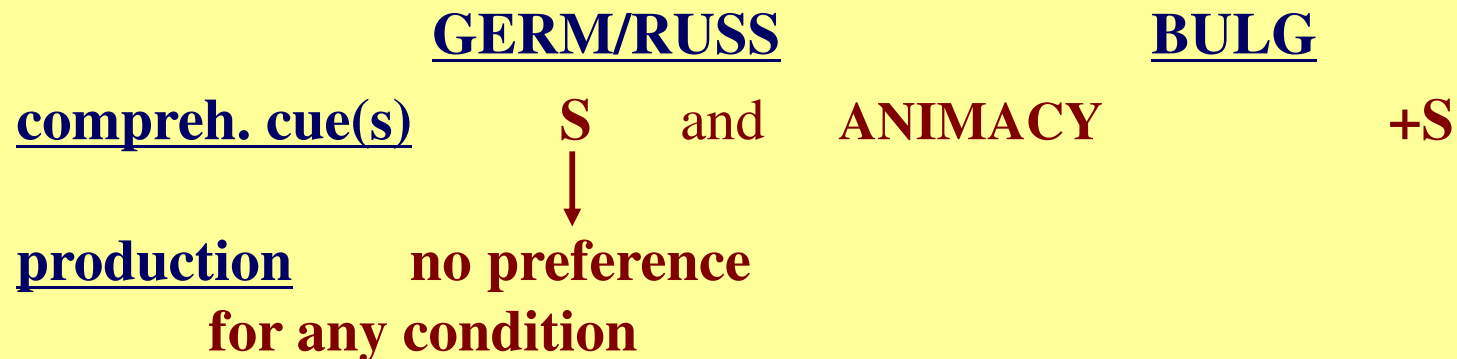 GERM/RUSS BULG
compreh. cue(s) S and ANIMACY +S
production no preference
for any condition